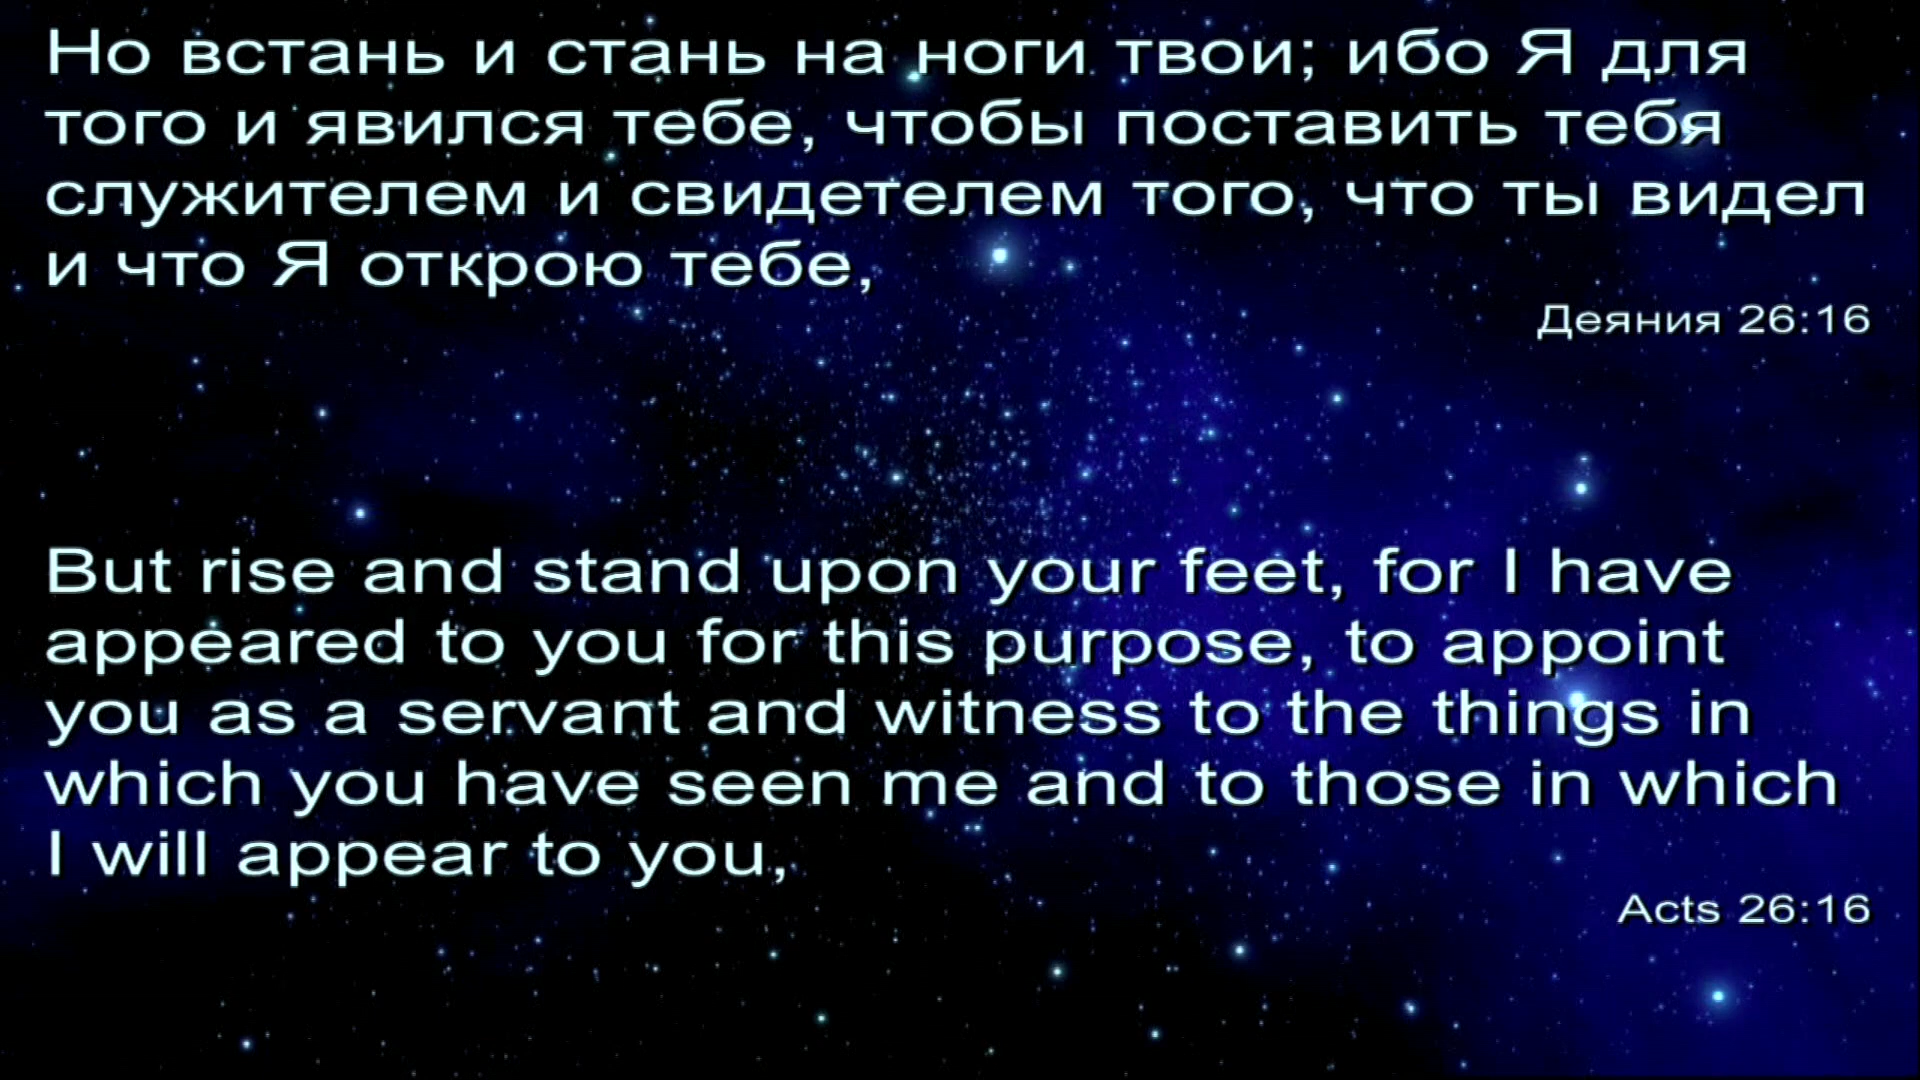 Но встань и стань на ноги твои; ибо Я для
того и явился тебе, чтобы поставить тебя
служителем и свидетелем того, что ты видел
и что Я открою тебе,
Деяния 26:16
But rise and stand upon your feet, for I have
appeared to you for this purpose, to appoint
you as a servant and witness to the things in
which you have seen me and to those in which
I will appear to you,
Acts 26:16